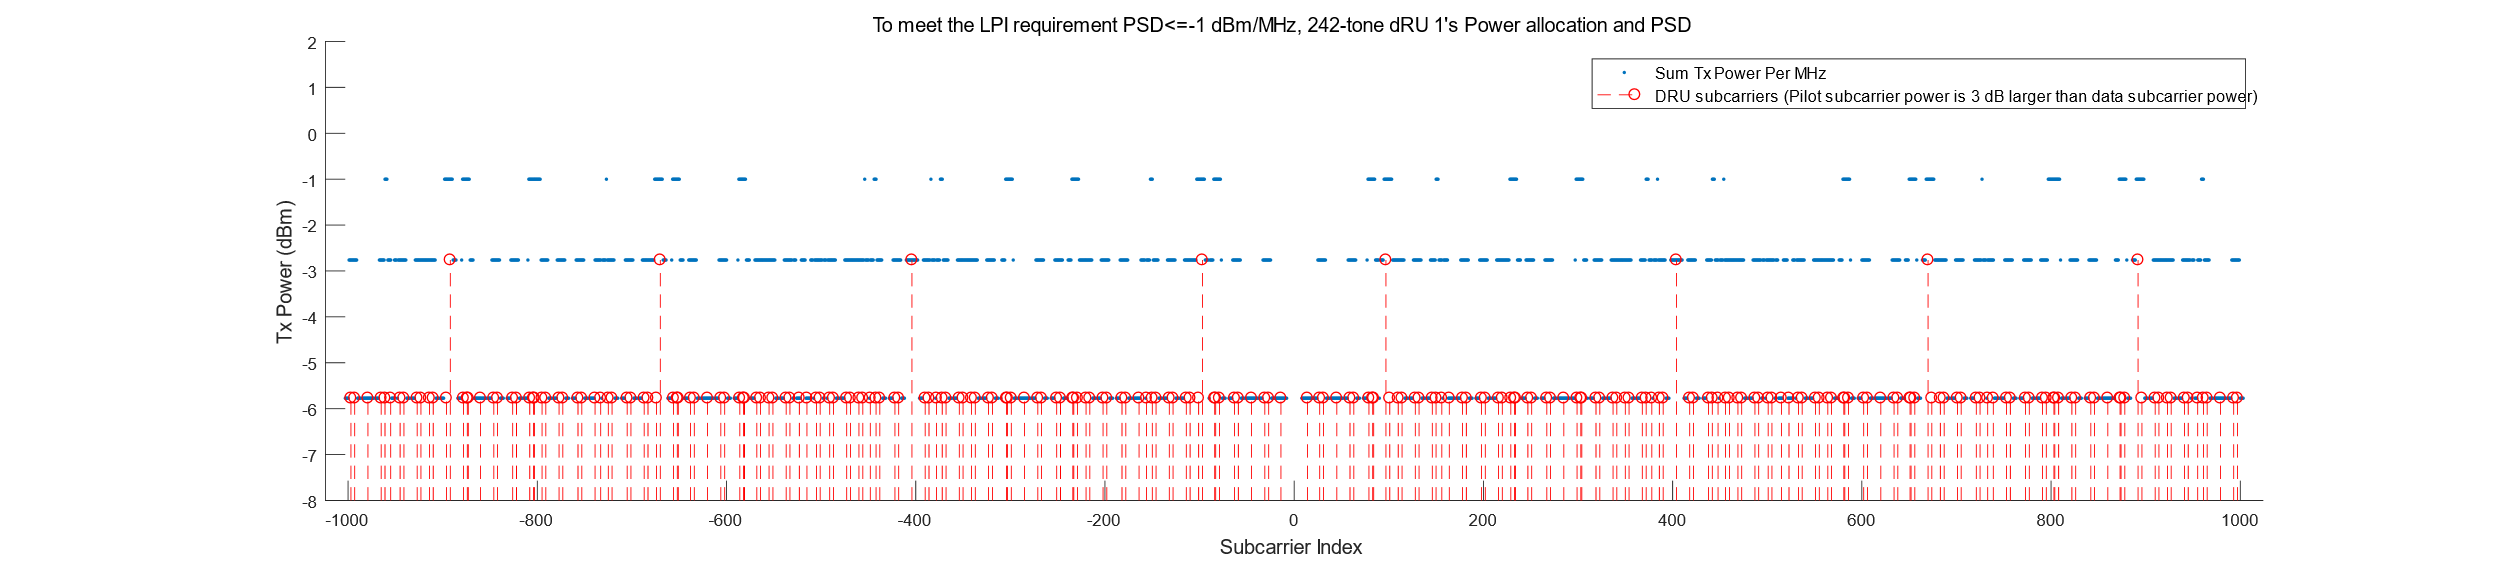 To meet the LPI requirement PSD<=-1 dBm/MHz, 242-tone dRU 1's Power allocation and PSD
Sum Tx Power Per MHz
DRU subcarriers (Pilot subcarrier power is 3 dB larger than data subcarrier power)
Tx Power (dBm)
2
1
0
-1
-2
-3
-4
-5
-6
-7
-8
-1000 -800 -600 -400 -200 0 200 400 600 800 1000
Subcarrier Index